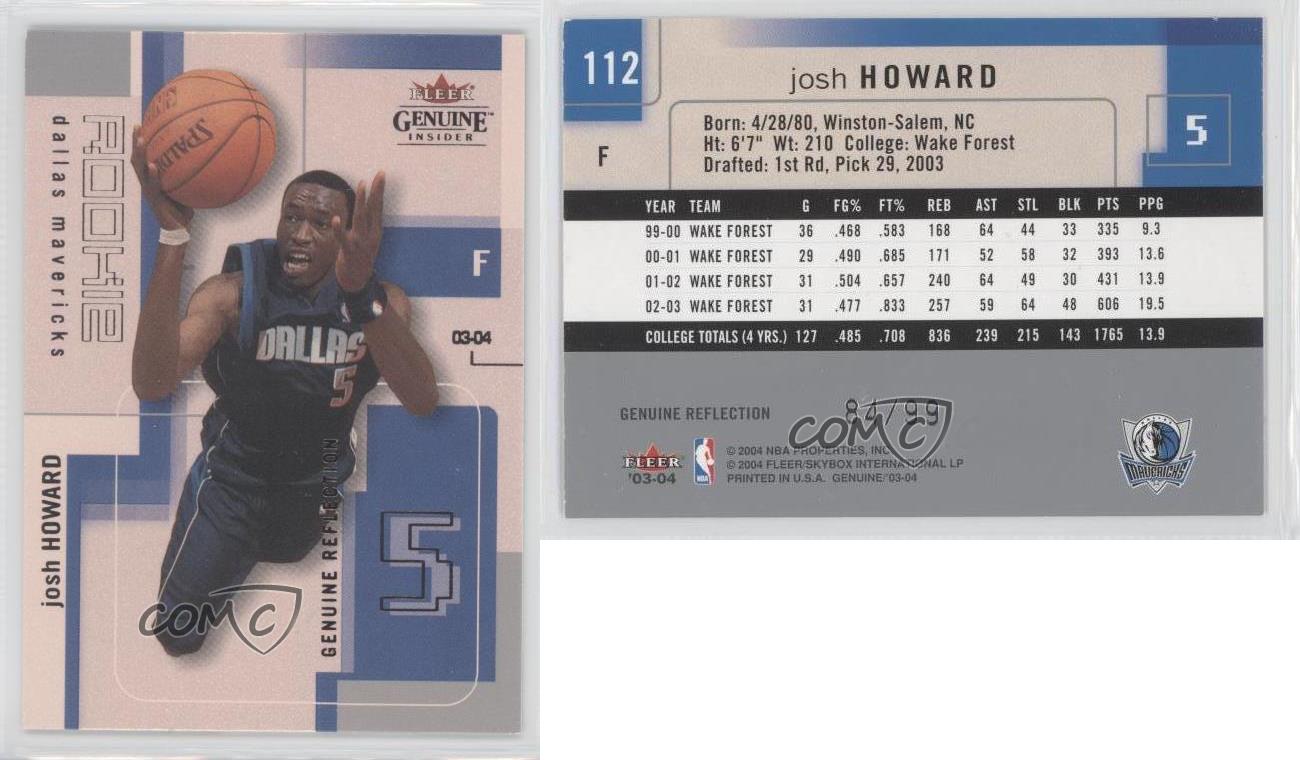 FLEER
GENUINE
INSIDER
ROOKIE
dallas mavericks
SPALDING
F
03-04
DALLAS
5
josh HOWARD
GENUINE REFLECTION
5
COMC
112
josh HOWARD
5
F
Born: 4/28/80, Winston-Salem, NC
Ht: 6'7" Wt: 210 College: Wake Forest
Drafted: 1st Rd, Pick 29, 2003
YEAR TEAM G FG% FT% REB AST STL BLK PTS PPG
99-00 WAKE FOREST 36 .468 .583 168 64 44 33 335 9.3
00-01 WAKE FOREST 29 .490 .685 171 52 58 32 393 13.6
01-02 WAKE FOREST 31 .504 .657 240 64 49 30 431 13.9
02-03 WAKE FOREST 31 .477 .833 257 59 64 48 606 19.5
COLLEGE TOTALS (4 YRS.) 127 .485 .708 836 239 215 143 1765 13.9
GENUINE REFLECTION 84/99
COMC
FLEER
'03-04
NBA
© 2004 NBA PROPERTIES, INC.
© 2004 FLEER/SKYBOX INTERNATIONAL LP
PRINTED IN U.S.A. GENUINE/'03-04
MAVERICKS